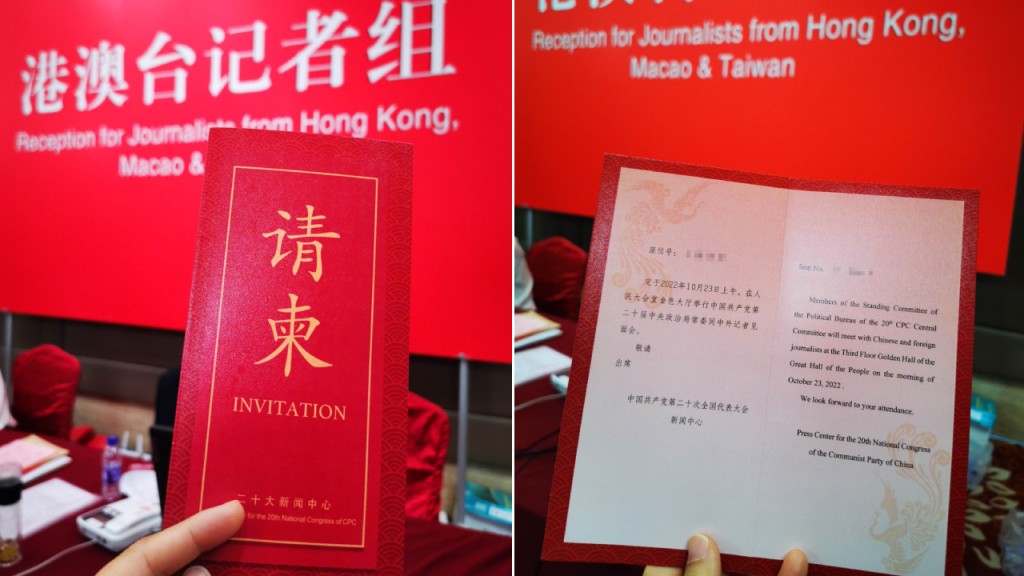 港澳台记者组
Reception for Journalists from Hong Kong,
Macao &
请
柬
INVITATION
二十大新闻中心
for the 20th National Congress of CPC
Reception for Journalists from Hong Kong,
Macao & Taiwan
座位号：
定于2022年10月23日上午，在人
民大会堂金色大厅举行中国共产党第
二十届中央政治局常委同中外记者见
面会。
敬请
出席
中国共产党第二十次全国代表大会
新闻中心
Seat No.
Members of the Standing Committee of
the Political Bureau of the 20th CPC Central
Committee will meet with Chinese and foreign
journalists at the Third Floor Golden Hall of the
Great Hall of the People on the morning of
October 23, 2022 .
We look forward to your attendance.
Press Center for the 20th National Congress
of the Communist Party of China